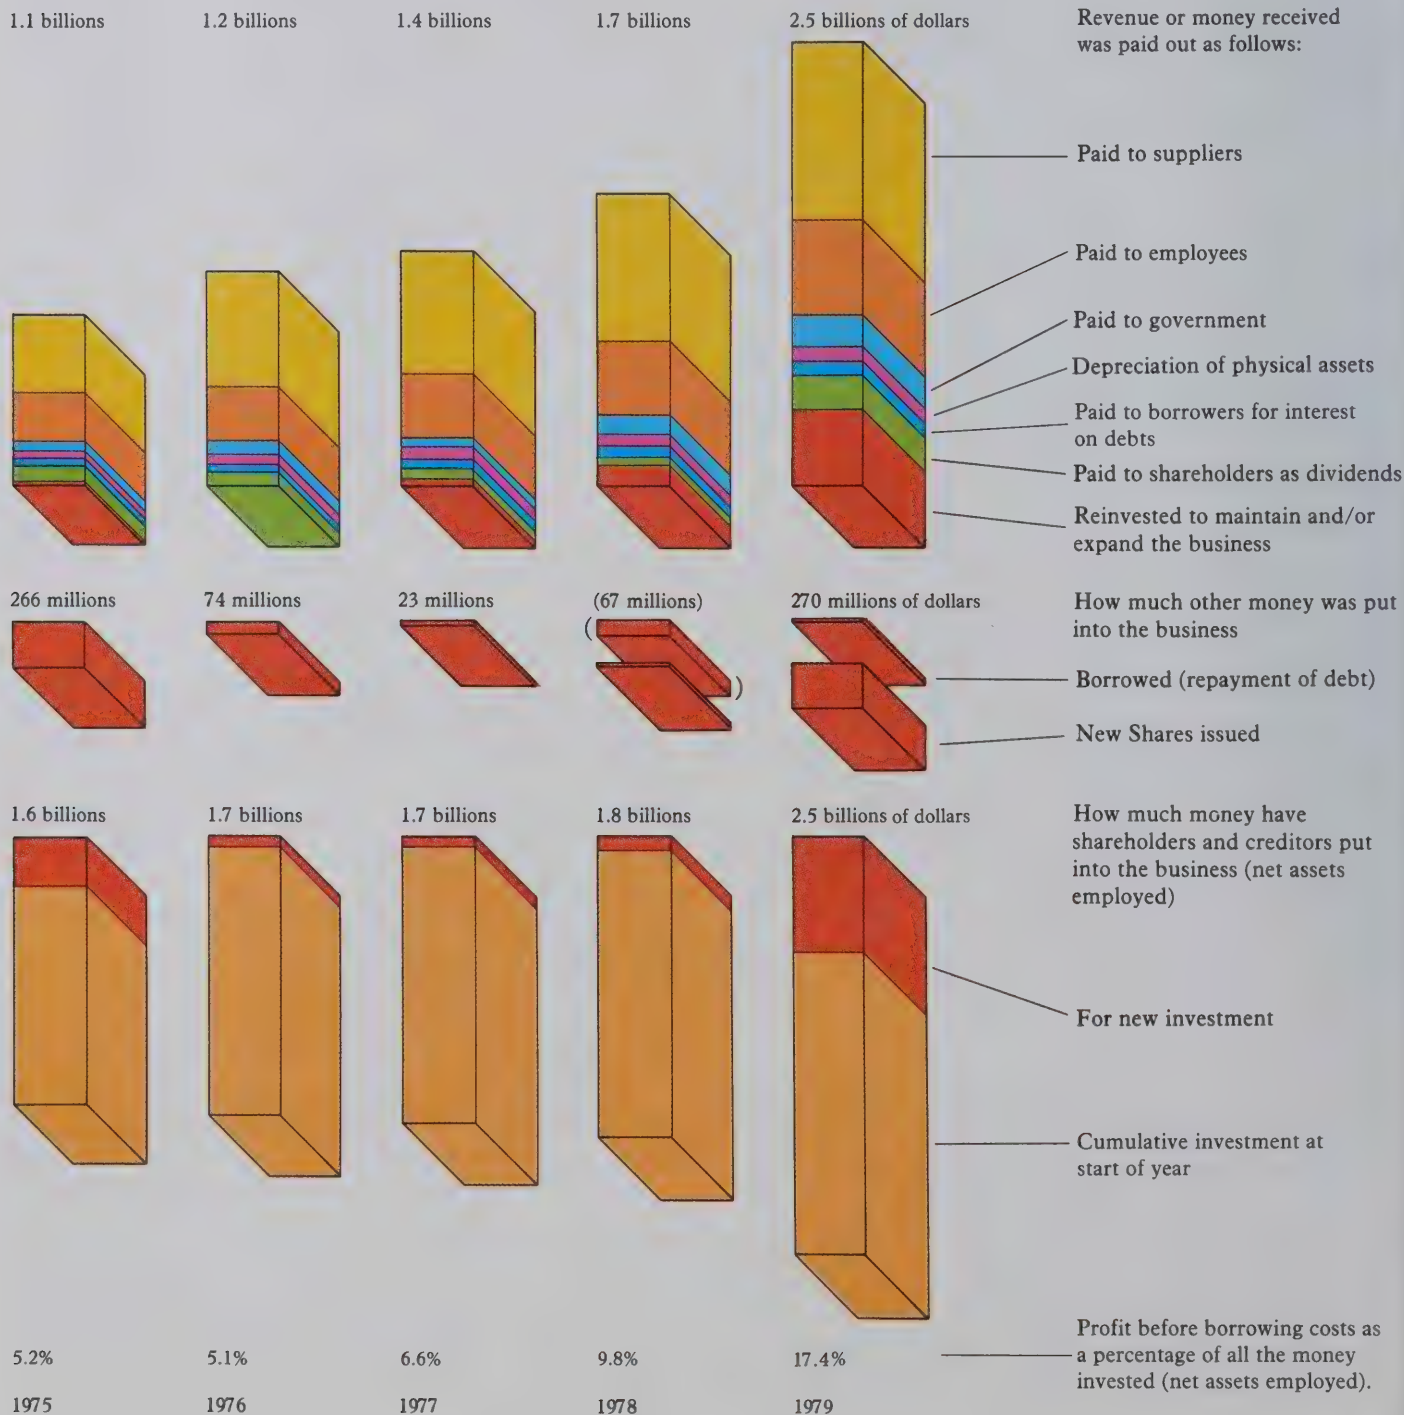 1.1 billions 1.2 billions 1.4 billions 1.7 billions 2.5 billions of dollars
Revenue or money received
was paid out as follows:
Paid to suppliers
Paid to employees
Paid to government
Depreciation of physical assets
Paid to borrowers for interest
on debts
Paid to shareholders as dividends
Reinvested to maintain and/or
expand the business
266 millions 74 millions 23 millions (67 millions) 270 millions of dollars
How much other money was put
into the business
( )
Borrowed (repayment of debt)
New Shares issued
1.6 billions 1.7 billions 1.7 billions 1.8 billions 2.5 billions of dollars
How much money have
shareholders and creditors put
into the business (net assets
employed)
For new investment
Cumulative investment at
start of year
5.2% 5.1% 6.6% 9.8% 17.4%
Profit before borrowing costs as
a percentage of all the money
invested (net assets employed).
1975 1976 1977 1978 1979